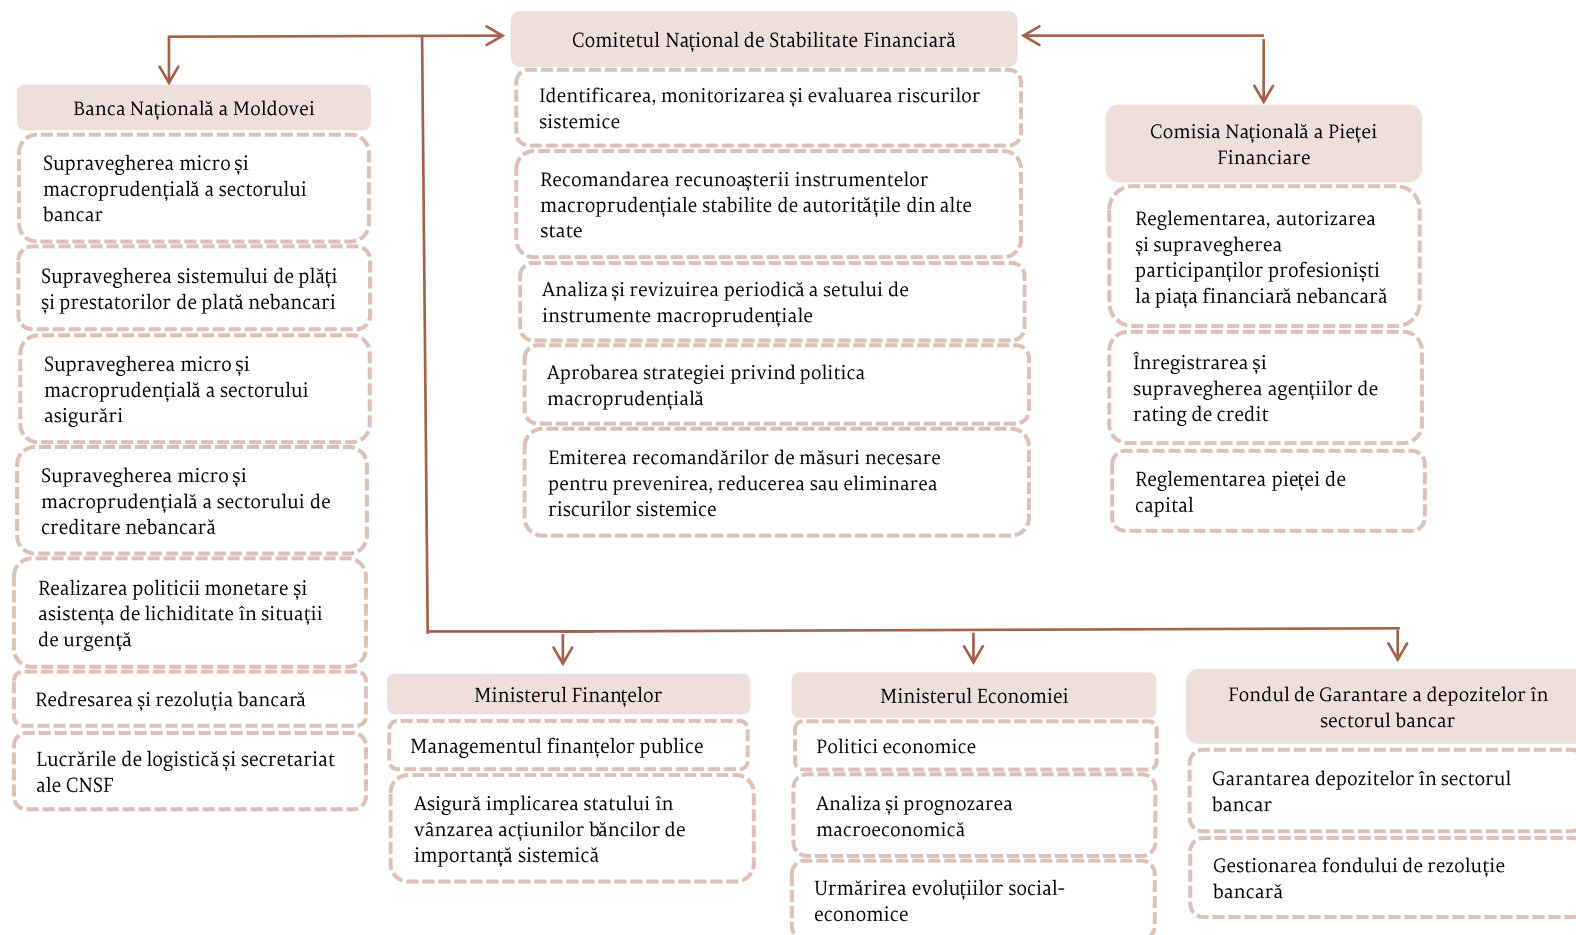 Comitetul Național de Stabilitate Financiară
Identificarea, monitorizarea și evaluarea riscurilor
sistemice
Recomandarea recunoașterii instrumentelor
macroprudențiale stabilite de autoritățile din alte
state
Analiza și revizuirea periodică a setului de
instrumente macroprudențiale
Aprobarea strategiei privind politica
macroprudențială
Emiterea recomandărilor de măsuri necesare
pentru prevenirea, reducerea sau eliminarea
riscurilor sistemice
Banca Națională a Moldovei
Supravegherea micro și
macroprudențială a sectorului
bancar
Supravegherea sistemului de plăți
și prestatorilor de plată nebancari
Supravegherea micro și
macroprudențială a sectorului
asigurări
Supravegherea micro și
macroprudențială a sectorului de
creditare nebancară
Realizarea politicii monetare și
asistența de lichiditate în situații
de urgență
Redresarea și rezoluția bancară
Lucrările de logistică și secretariat
ale CNSF
Comisia Națională a Pieței
Financiare
Reglementarea, autorizarea
și supravegherea
participanților profesioniști
la piața financiară nebancară
Înregistrarea și
supravegherea agențiilor de
rating de credit
Reglementarea pieței de
capital
Ministerul Finanțelor
Managementul finanțelor publice
Asigură implicarea statului în
vânzarea acțiunilor băncilor de
importanță sistemică
Ministerul Economiei
Politici economice
Analiza și prognozarea
macroeconomică
Urmărirea evoluțiilor social-
economice
Fondul de Garantare a depozitelor în
sectorul bancar
Garantarea depozitelor în sectorul
bancar
Gestionarea fondului de rezoluție
bancară